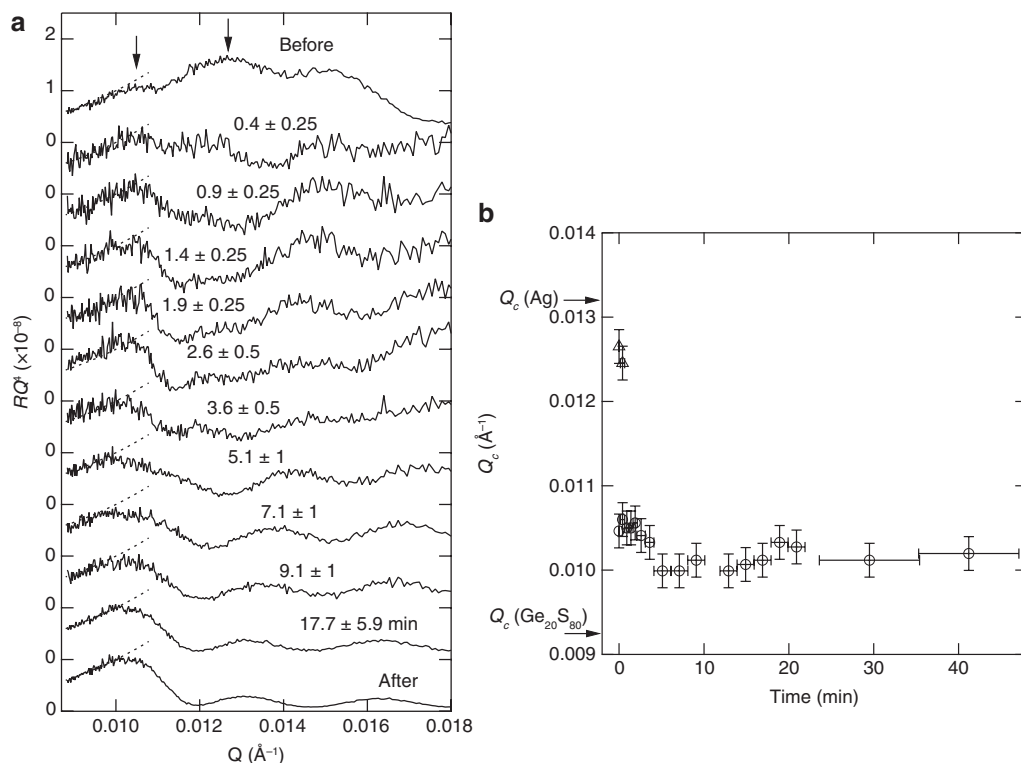 a
2
1
0
0
0
0
0
0
0
0
0
0
0
0
RQ⁴ (×10⁻⁸)
Before
0.4 ± 0.25
0.9 ± 0.25
1.4 ± 0.25
1.9 ± 0.25
2.6 ± 0.5
3.6 ± 0.5
5.1 ± 1
7.1 ± 1
9.1 ± 1
17.7 ± 5.9 min
After
0.010 0.012 0.014 0.016 0.018
Q (Å⁻¹)
b
0.014
0.013
0.012
0.011
0.010
0.009
Q_c (Å⁻¹)
Q_c (Ag)
Q_c (Ge₂₀S₈₀)
0 10 20 30 40
Time (min)